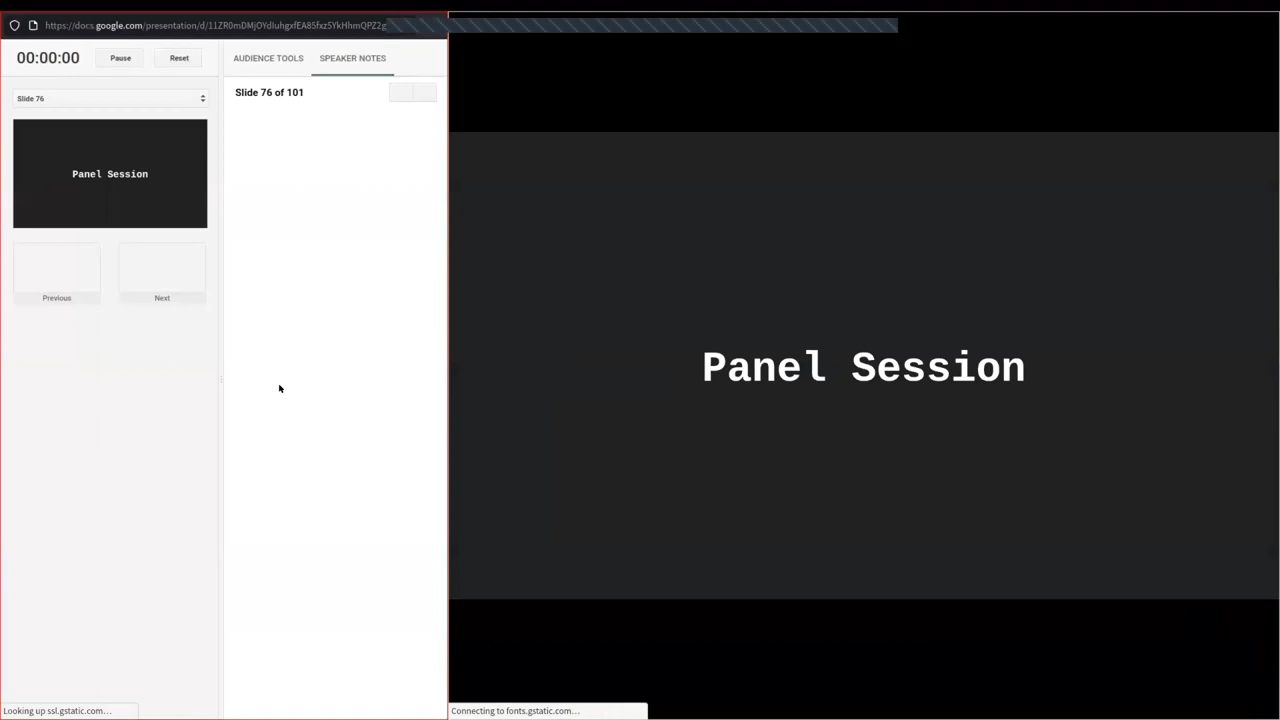 https://docs.google.com/presentation/d/11ZR0mDMjOYdIuhgxfEA85fxz5YkHhmQPZ2g
00:00:00
Pause
Reset
AUDIENCE TOOLS
SPEAKER NOTES
Slide 76
Slide 76 of 101
Panel Session
Previous
Next
Panel Session
Looking up ssl.gstatic.com…
Connecting to fonts.gstatic.com…